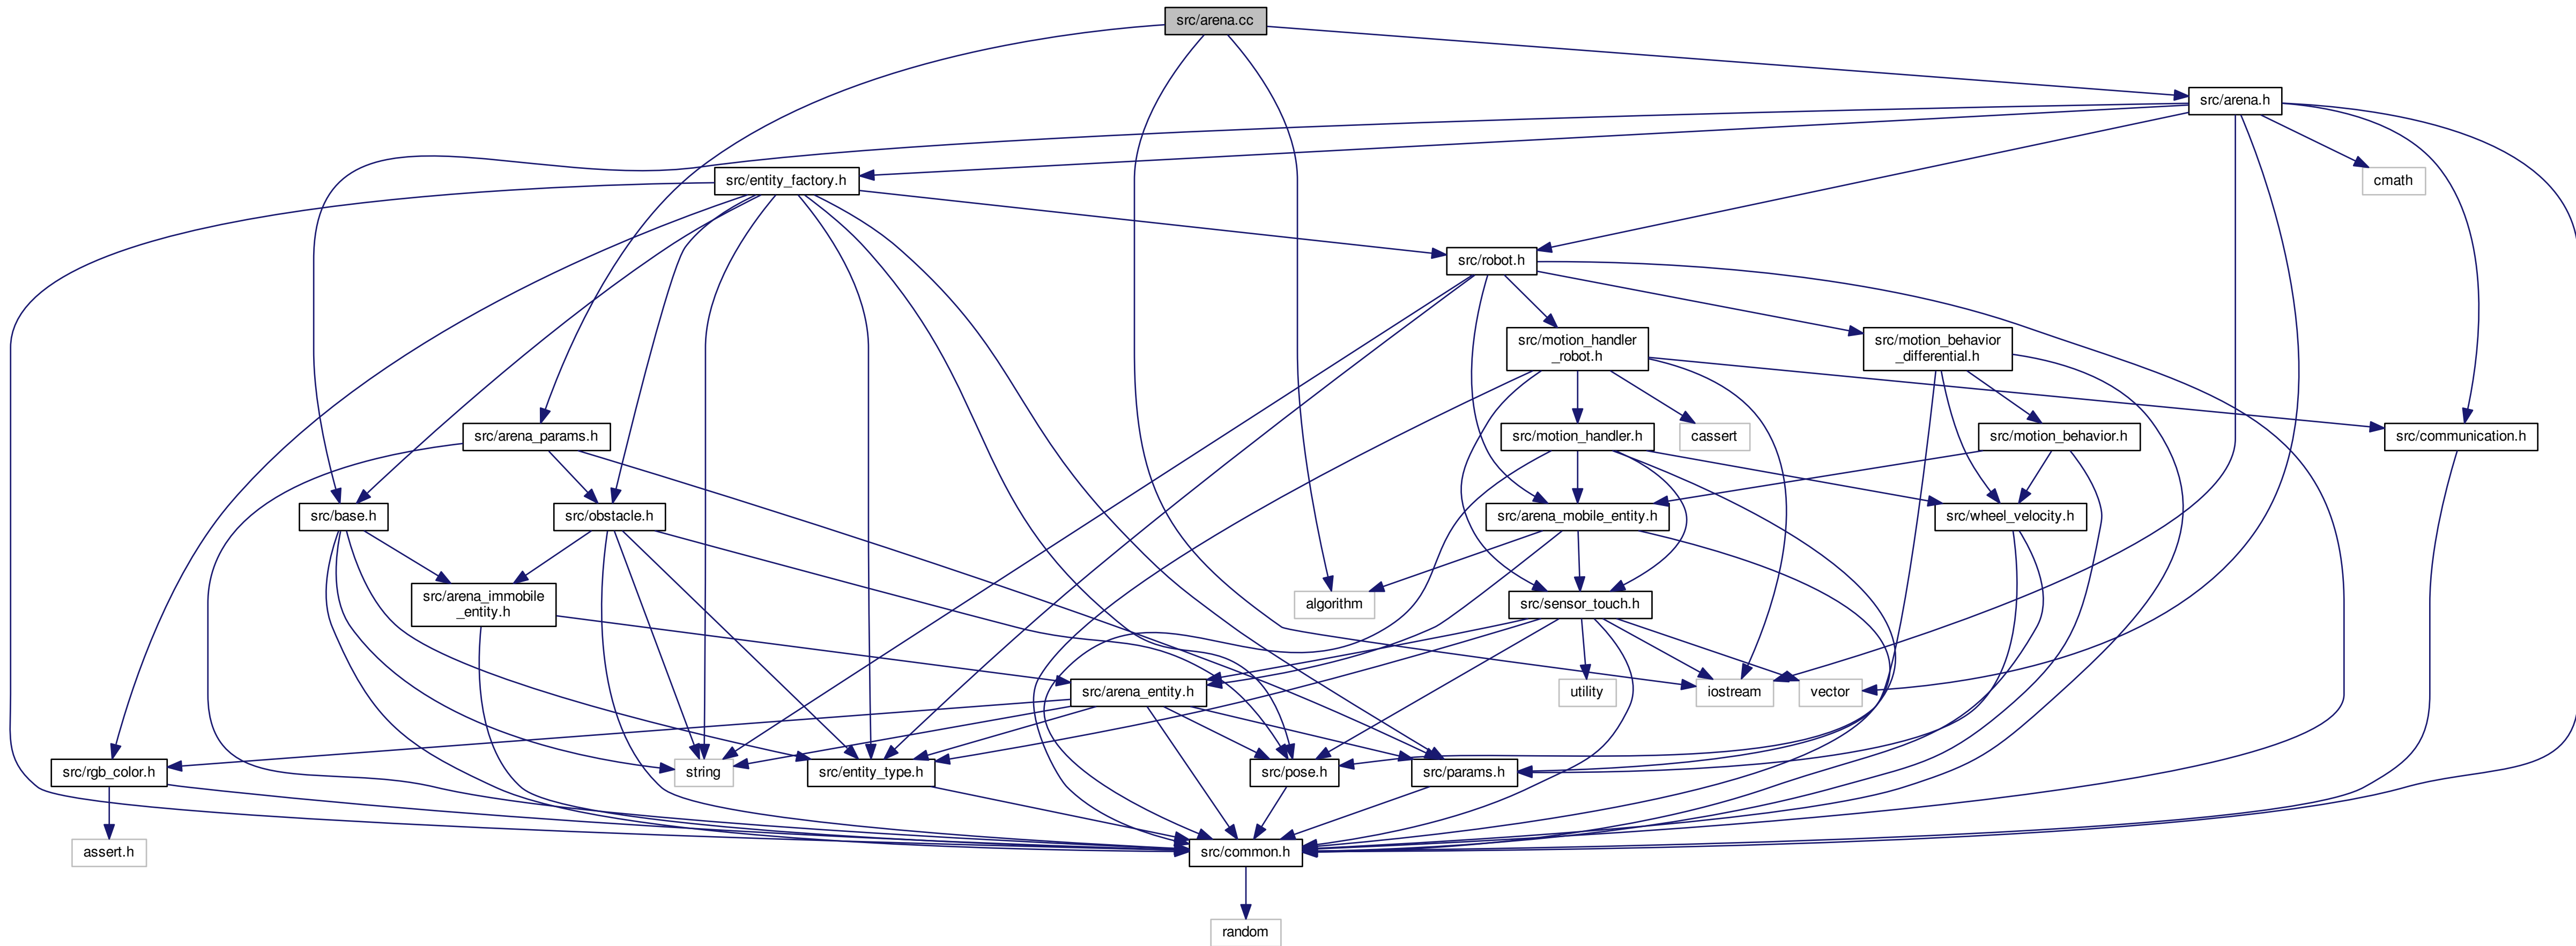 src/arena.cc
src/arena.h
src/entity_factory.h
cmath
src/robot.h
src/motion_handler
_robot.h
src/motion_behavior
_differential.h
src/arena_params.h
src/motion_handler.h
cassert
src/motion_behavior.h
src/communication.h
src/base.h
src/obstacle.h
src/arena_mobile_entity.h
src/wheel_velocity.h
src/arena_immobile
_entity.h
algorithm
src/sensor_touch.h
src/arena_entity.h
utility
iostream
vector
src/rgb_color.h
string
src/entity_type.h
src/pose.h
src/params.h
assert.h
src/common.h
random